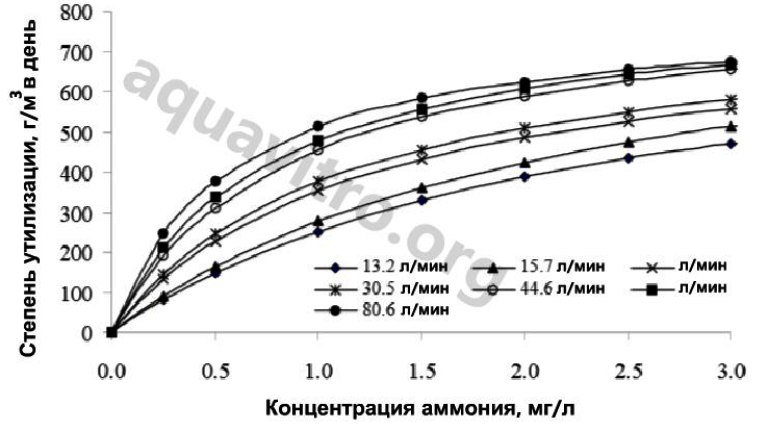 Степень утилизации, г/м³ в день
800
700
600
500
400
300
200
100
0
aquavitro.org
13.2 л/мин 15.7 л/мин л/мин
30.5 л/мин 44.6 л/мин л/мин
80.6 л/мин
0.0 0.5 1.0 1.5 2.0 2.5 3.0
Концентрация аммония, мг/л